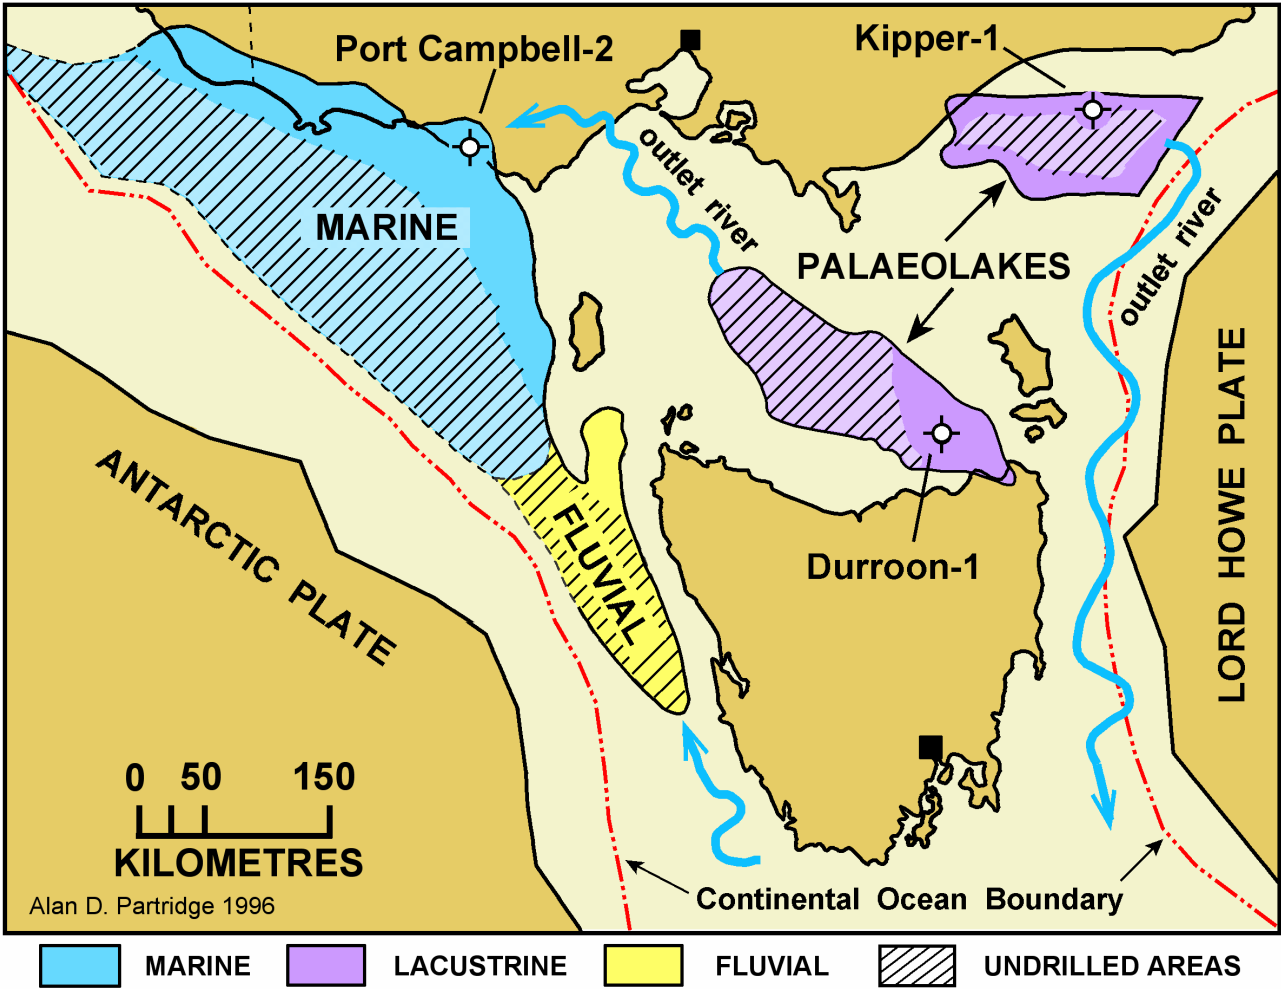 Port Campbell-2
Kipper-1
outlet river
MARINE
PALAEOLAKES
outlet river
ANTARCTIC PLATE
FLUVIAL
Durroon-1
LORD HOWE PLATE
0 50 150
KILOMETRES
Alan D. Partridge 1996
Continental Ocean Boundary
MARINE
LACUSTRINE
FLUVIAL
UNDRILLED AREAS